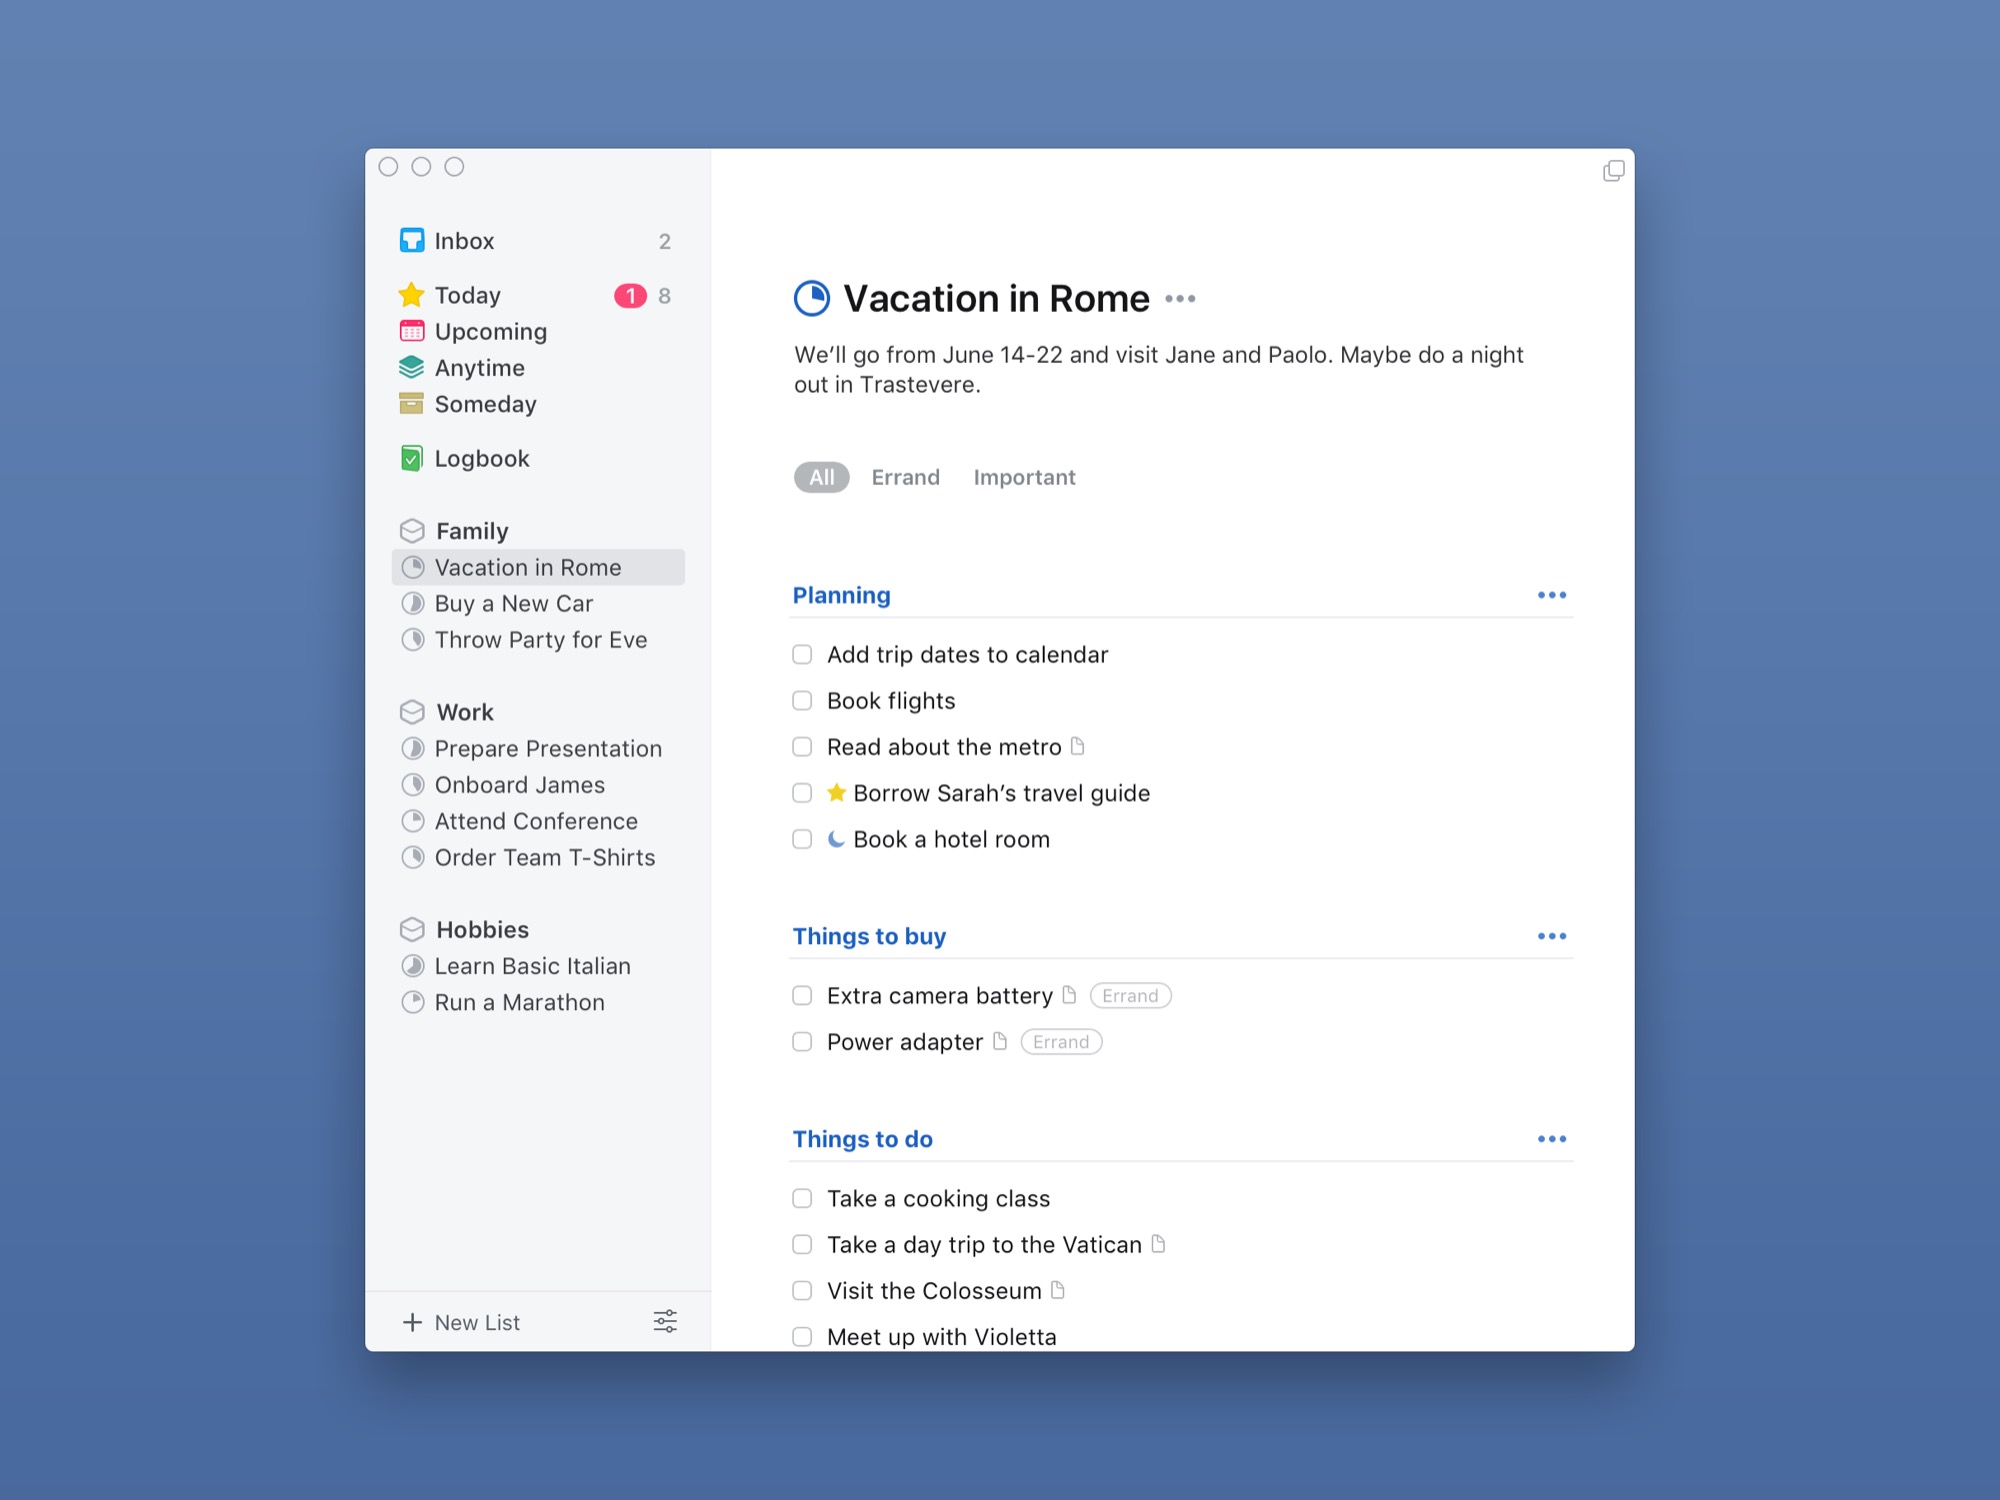 Inbox 2
Today 1 8
Upcoming
Anytime
Someday
Logbook
Family
Vacation in Rome
Buy a New Car
Throw Party for Eve
Work
Prepare Presentation
Onboard James
Attend Conference
Order Team T-Shirts
Hobbies
Learn Basic Italian
Run a Marathon
New List
Vacation in Rome
We’ll go from June 14-22 and visit Jane and Paolo. Maybe do a night
out in Trastevere.
All Errand Important
Planning
Add trip dates to calendar
Book flights
Read about the metro
Borrow Sarah’s travel guide
Book a hotel room
Things to buy
Extra camera battery Errand
Power adapter Errand
Things to do
Take a cooking class
Take a day trip to the Vatican
Visit the Colosseum
Meet up with Violetta